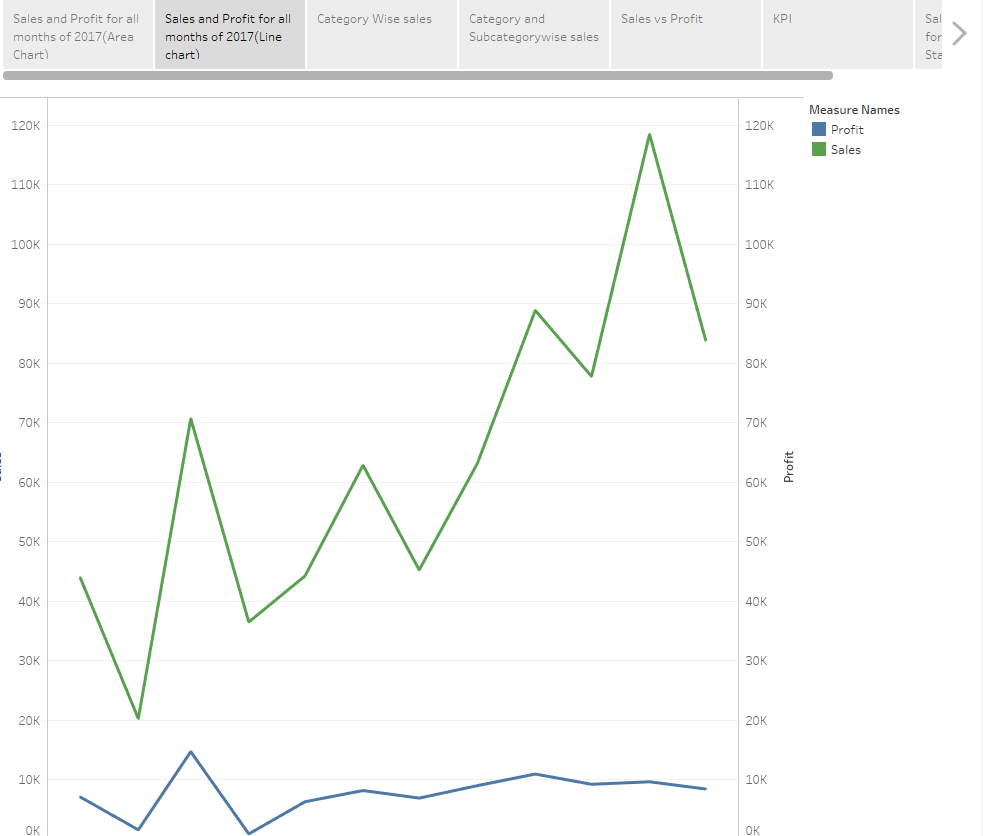 Sales and Profit for all
months of 2017(Area
Chart)
Sales and Profit for all
months of 2017(Line
chart)
Category Wise sales
Category and
Subcategorywise sales
Sales vs Profit
KPI
Sal
for
Sta
120K
110K
100K
90K
80K
70K
60K
50K
40K
30K
20K
10K
0K
120K
110K
100K
90K
80K
70K
60K
50K
40K
30K
20K
10K
0K
Profit
Measure Names
Profit
Sales